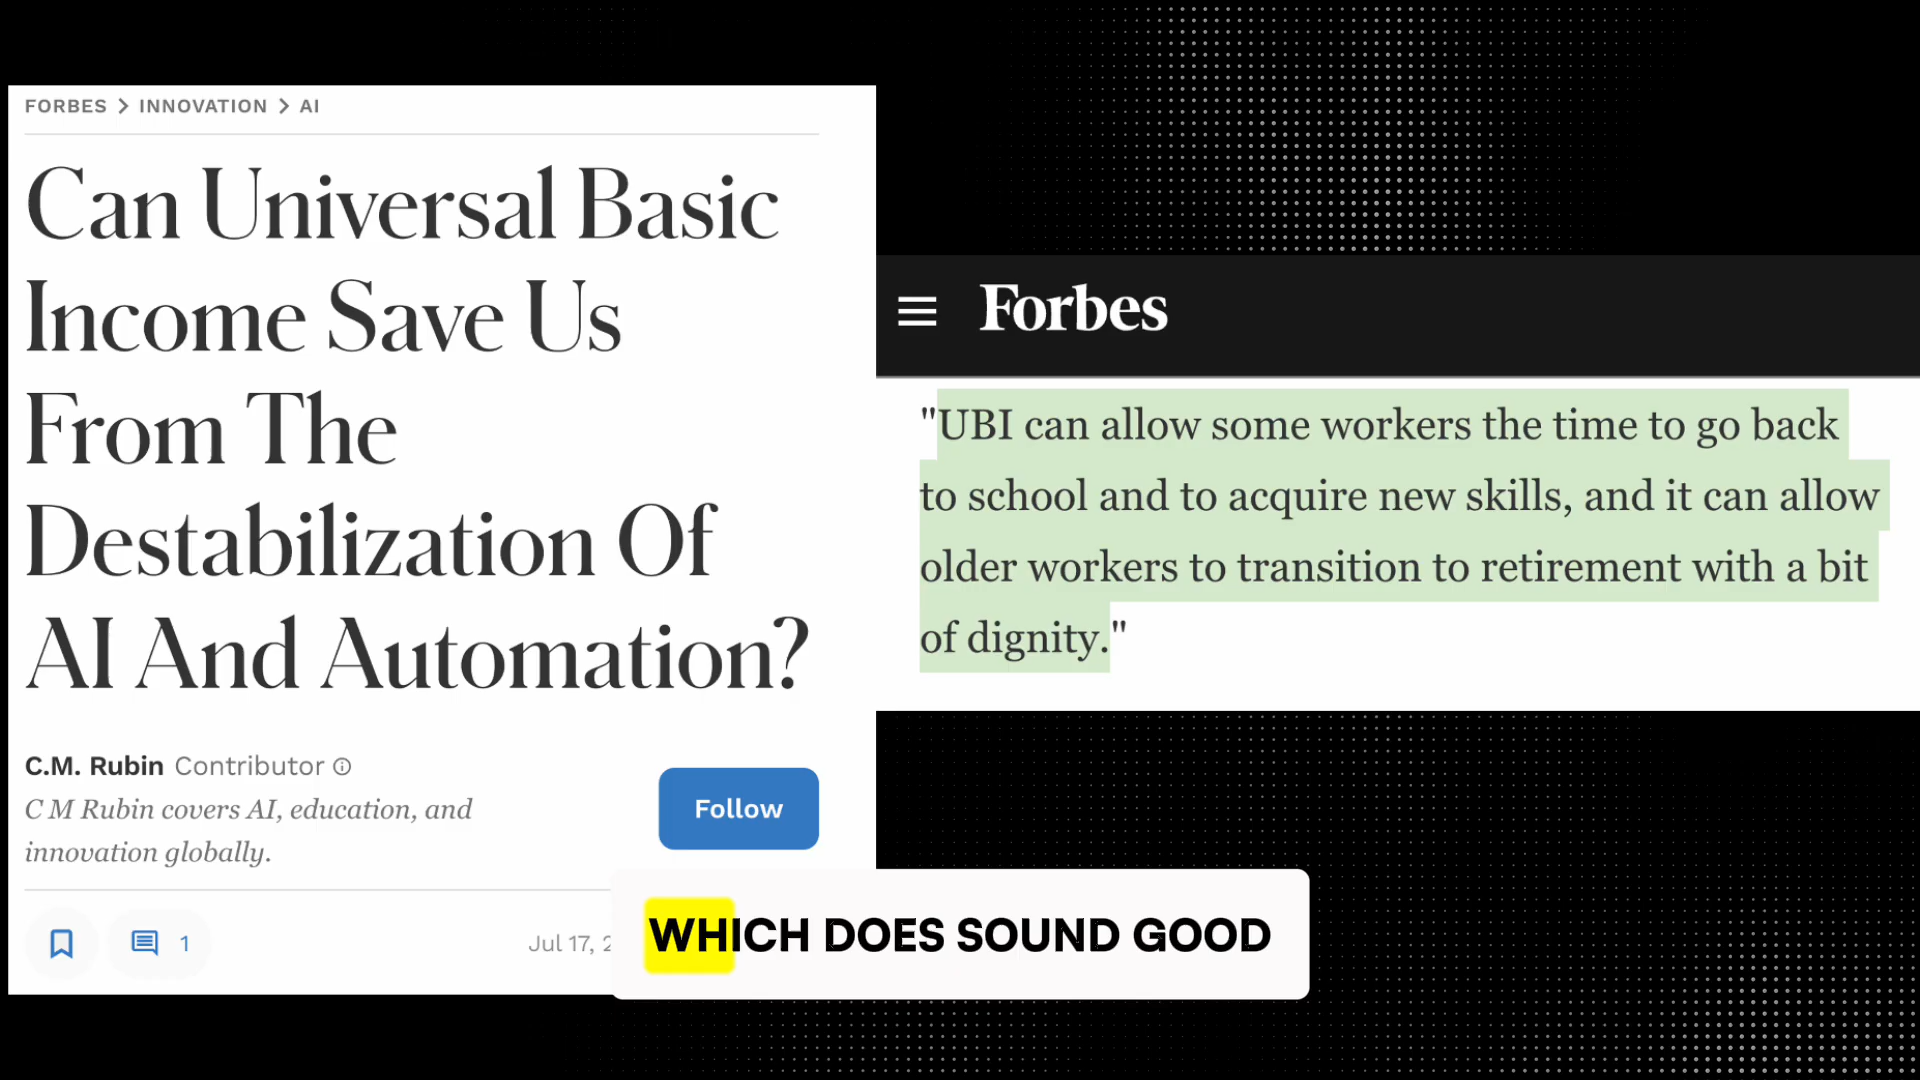 FORBES > INNOVATION > AI
Can Universal Basic
Income Save Us
From The
Destabilization Of
AI And Automation?
C.M. Rubin Contributor
C M Rubin covers AI, education, and
innovation globally.
Follow
1
Jul 17, 2
Forbes
"UBI can allow some workers the time to go back
to school and to acquire new skills, and it can allow
older workers to transition to retirement with a bit
of dignity."
WHICH DOES SOUND GOOD